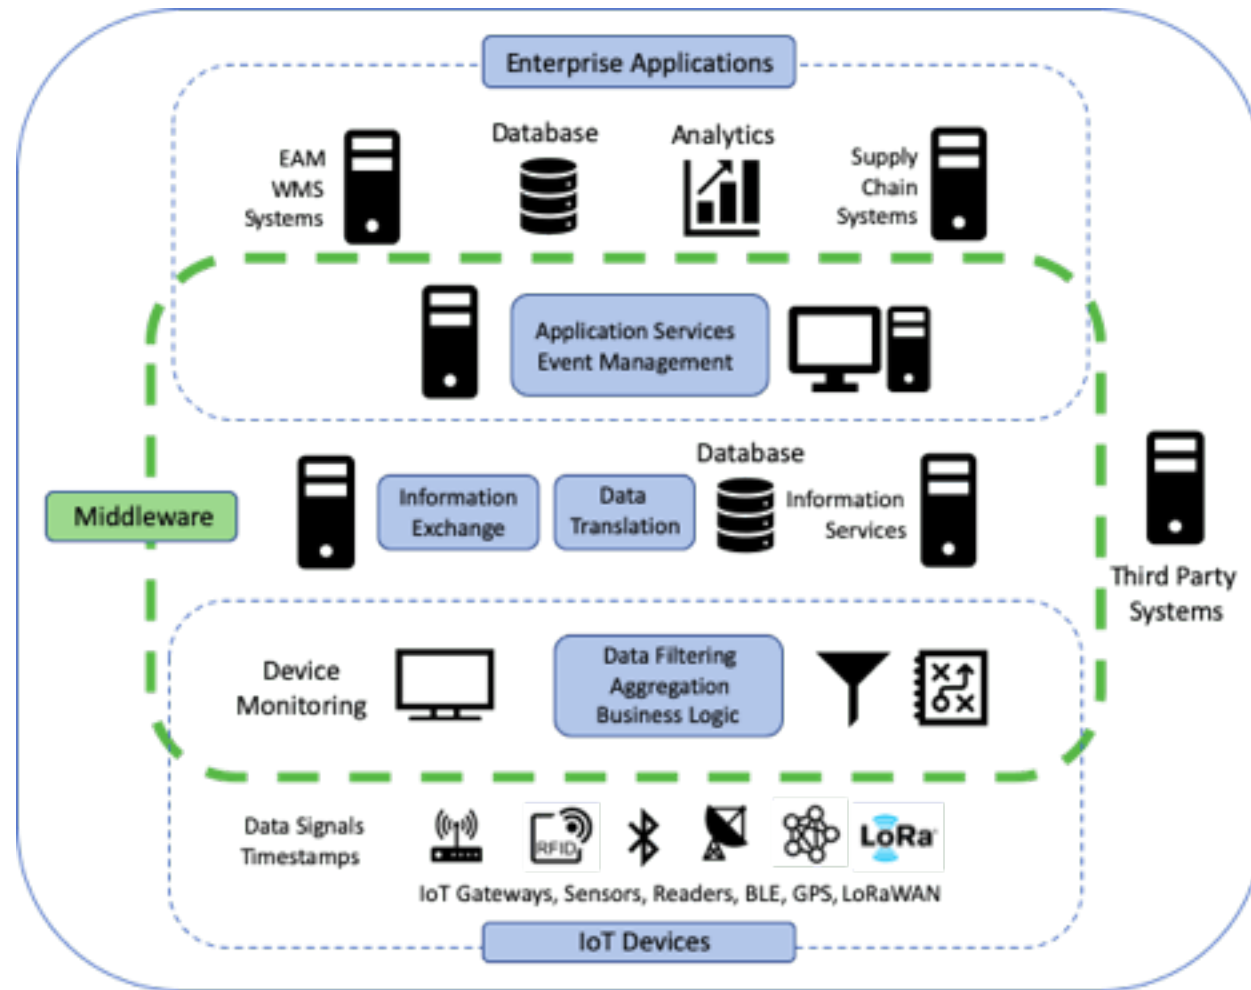 Enterprise Applications
EAM
WMS
Systems
Database
Analytics
Supply
Chain
Systems
Application Services
Event Management
Middleware
Information
Exchange
Data
Translation
Database
Information
Services
Third Party
Systems
Device
Monitoring
Data Filtering
Aggregation
Business Logic
Data Signals
Timestamps
RFID
LoRa
IoT Gateways, Sensors, Readers, BLE, GPS, LoRaWAN
IoT Devices